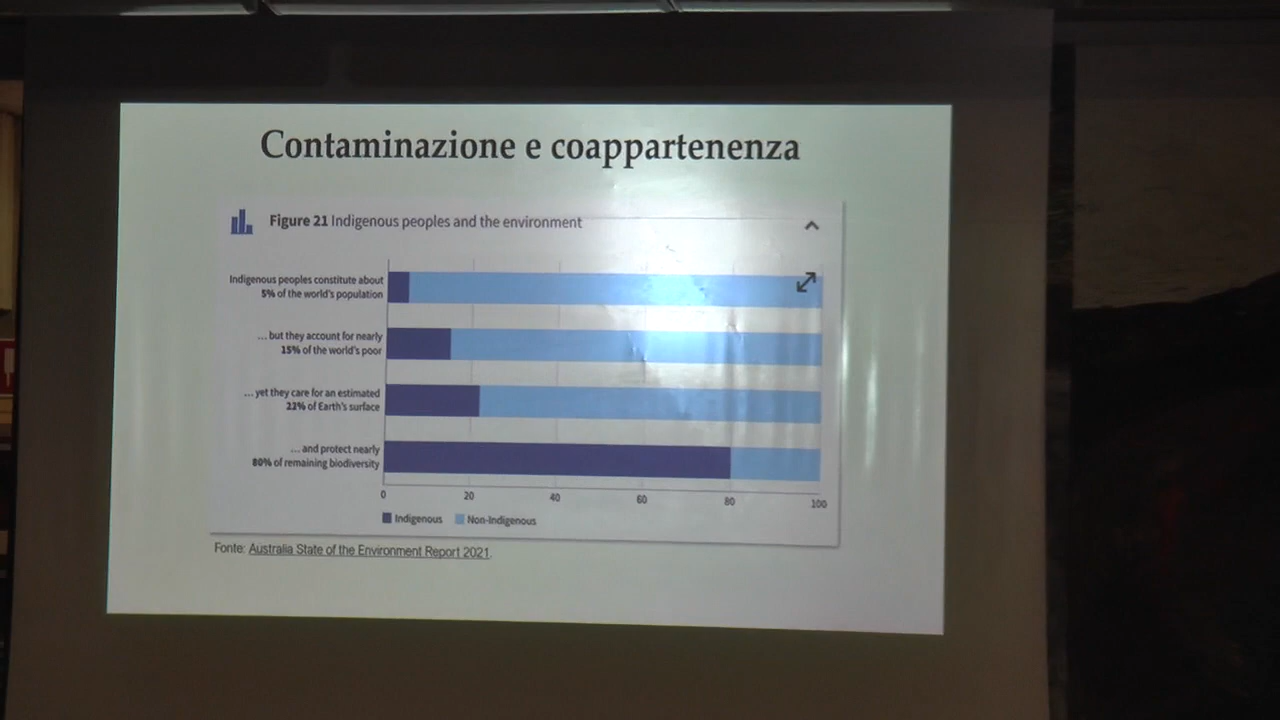 Contaminazione e coappartenenza
Figure 21 Indigenous peoples and the environment
Indigenous peoples constitute about
5% of the world's population
... but they account for nearly
15% of the world's poor
... yet they care for an estimated
22% of Earth's surface
... and protect nearly
80% of remaining biodiversity
0 20 40 60 80 100
Indigenous Non-Indigenous
Fonte: Australia State of the Environment Report 2021.